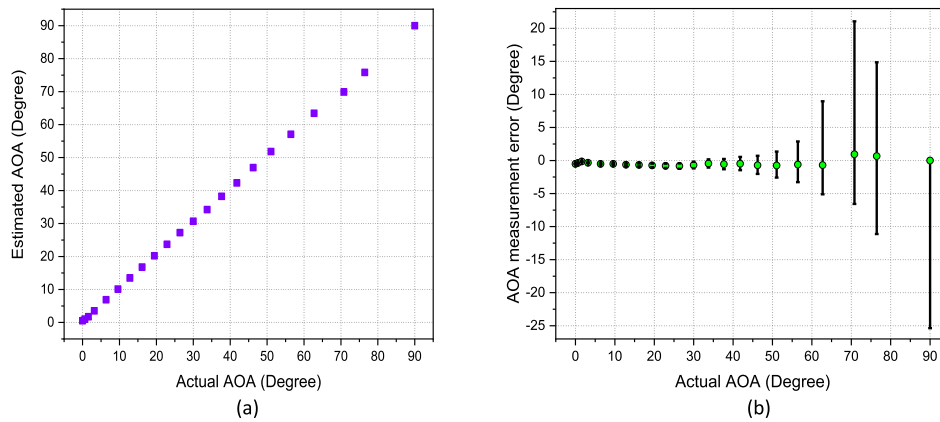 90
80
70
60
50
40
30
20
10
0
Estimated AOA (Degree)
0 10 20 30 40 50 60 70 80 90
Actual AOA (Degree)
(a)
20
15
10
5
0
-5
-10
-15
-20
-25
AOA measurement error (Degree)
0 10 20 30 40 50 60 70 80 90
Actual AOA (Degree)
(b)